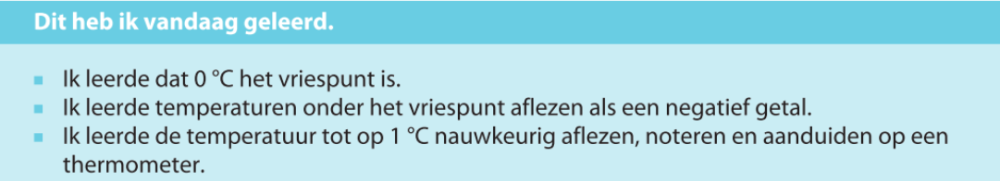 Dit heb ik vandaag geleerd.
▪ Ik leerde dat 0 °C het vriespunt is.
▪ Ik leerde temperaturen onder het vriespunt aflezen als een negatief getal.
▪ Ik leerde de temperatuur tot op 1 °C nauwkeurig aflezen, noteren en aanduiden op een
thermometer.